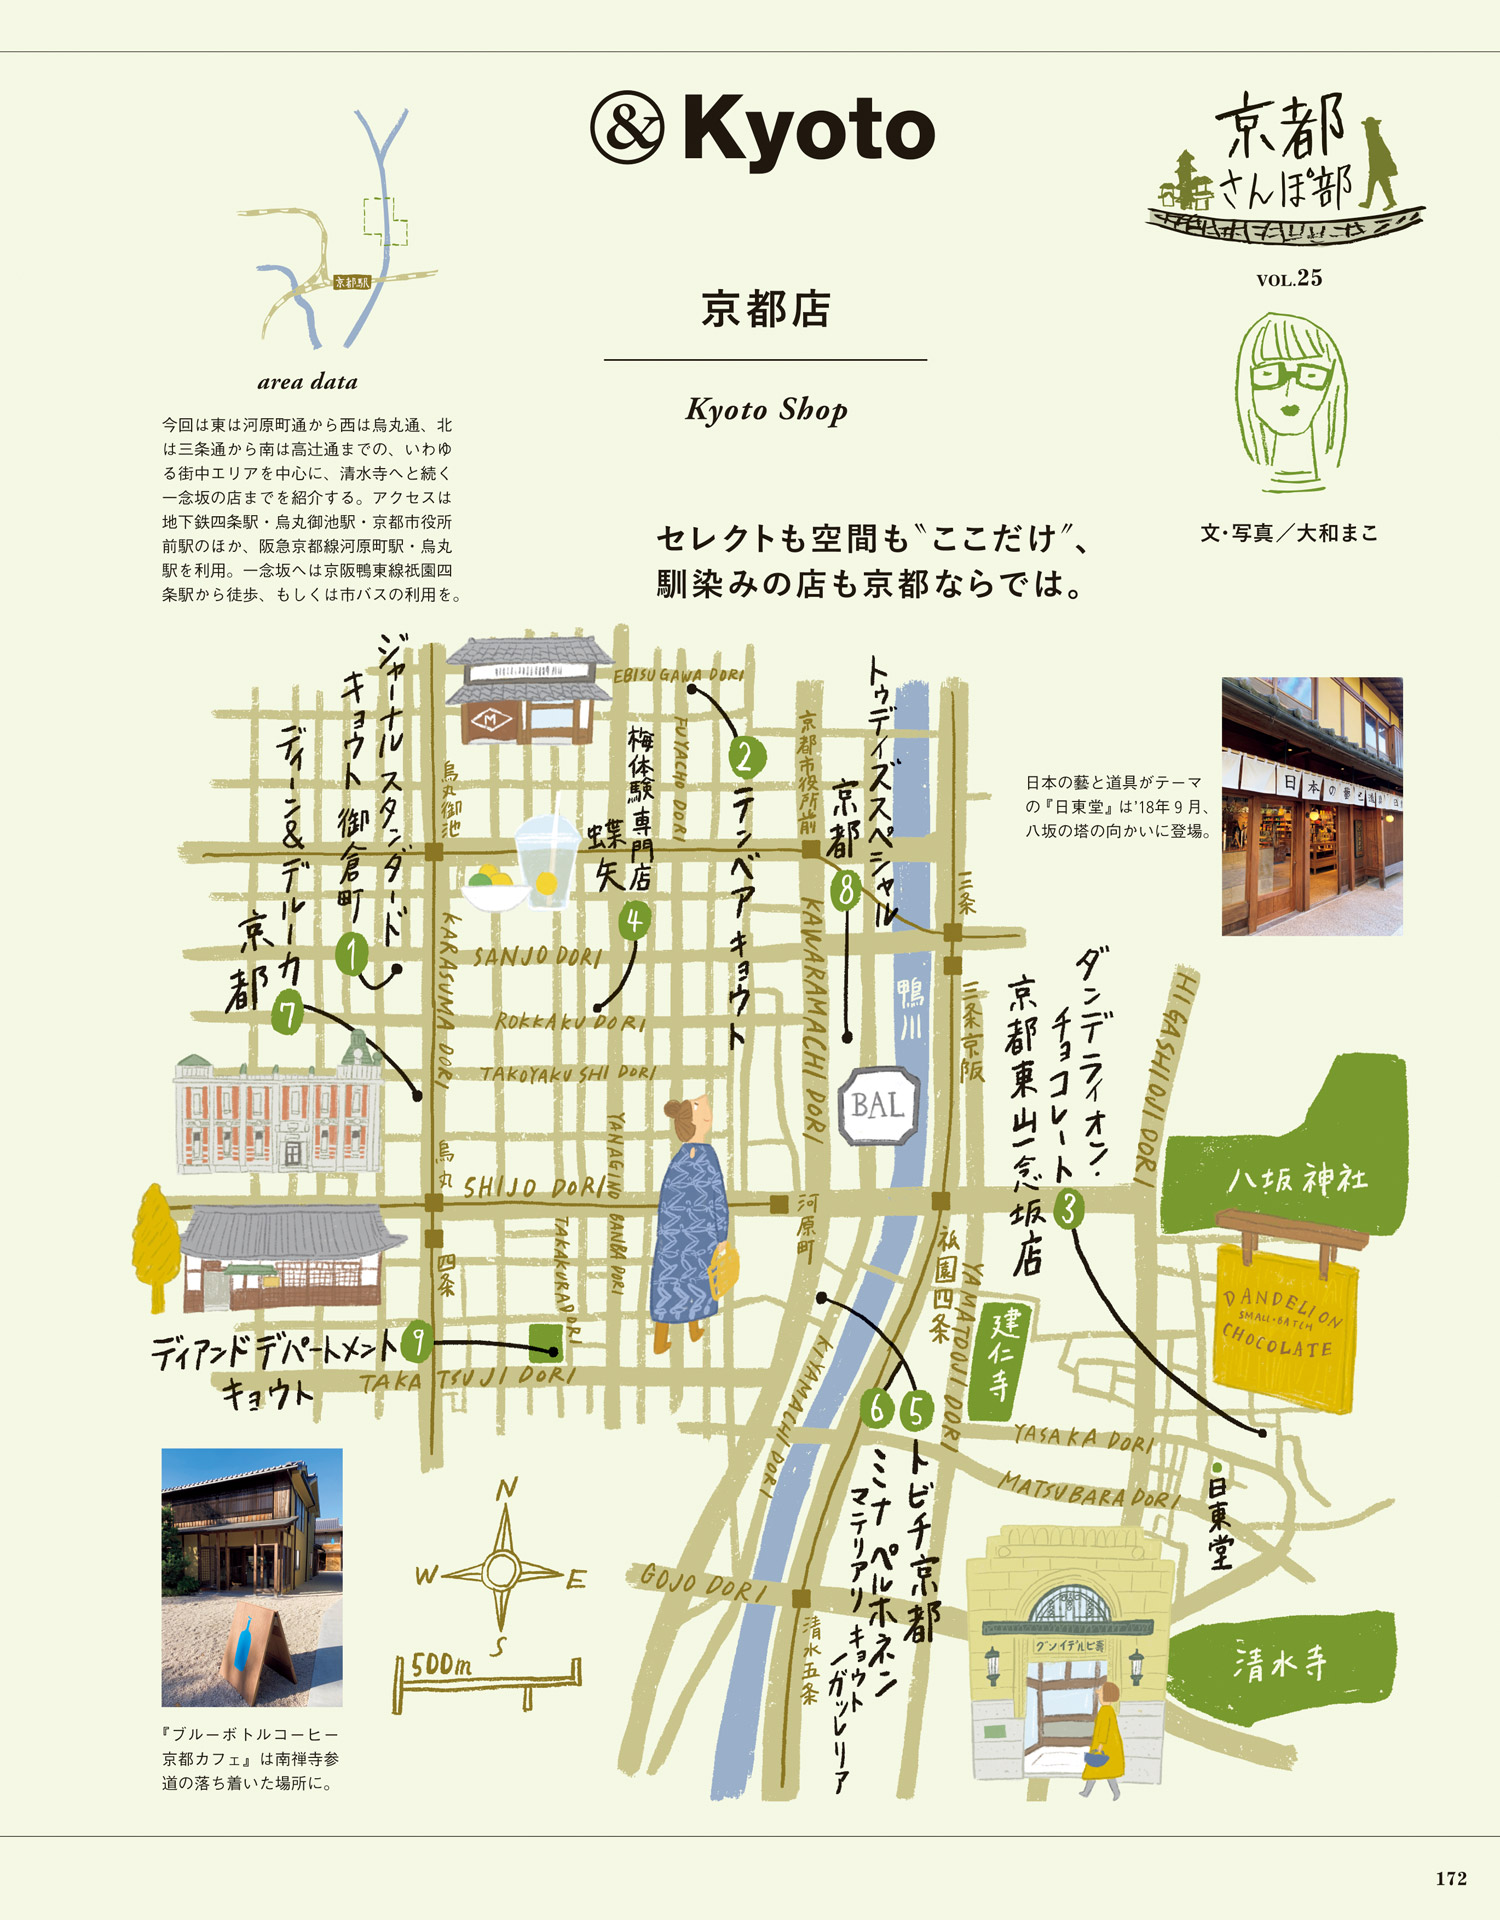 & Kyoto
京都
さんぽ部
VOL.25
京都店
Kyoto Shop
セレクトも空間も〝ここだけ〟、
馴染みの店も京都ならでは。
文・写真／大和まこ
京都駅
area data
今回は東は河原町通から西は烏丸通、北
は三条通から南は高辻通までの、いわゆ
る街中エリアを中心に、清水寺へと続く
一念坂の店までを紹介する。アクセスは
地下鉄四条駅・烏丸御池駅・京都市役所
前駅のほか、阪急京都線河原町駅・烏丸
駅を利用。一念坂へは京阪鴨東線祇園四
条駅から徒歩、もしくは市バスの利用を。
ジャーナル スタンダード
キョウト 御倉町
1
ディーン&デルーカ
京都
7
M
EBISUGAWA DORI
FUYACHO DORI
2
テンベア キョウト
梅体験専門店
蝶矢
4
京都市役所前
トゥデイズスペシャル
京都
8
烏丸御池
KARASUMA DORI
SANJO DORI
ROKKAKU DORI
TAKOYAKUSHI DORI
KAWARAMACHI DORI
三条
三条京阪
鴨川
BAL
日本の藝と道具
日本の藝と道具がテーマ
の『日東堂』は’18年９月、
八坂の塔の向かいに登場。
ダンデライオン・
チョコレート
京都東山一念坂店
3
HIGASHIOJI DORI
八坂神社
DANDELION
SMALL-BATCH
CHOCOLATE
烏丸
SHIJO DORI
YANAGINO BANBA DORI
TAKAKURA DORI
河原町
四条
祇園四条
YAMATOOJI DORI
建仁寺
ディアンドデパートメント
キョウト
9
TAKATSUJI DORI
KIYAMACHI DORI
6
5
トビチ京都
ミナ ペルホネン
マテリアリ キョウト/ガッレリア
YASAKA DORI
MATSUBARA DORI
日東堂
GOJO DORI
清水五条
壽ビルデイング
清水寺
N
W
E
S
500m
『ブルーボトルコーヒー
京都カフェ』は南禅寺参
道の落ち着いた場所に。
172